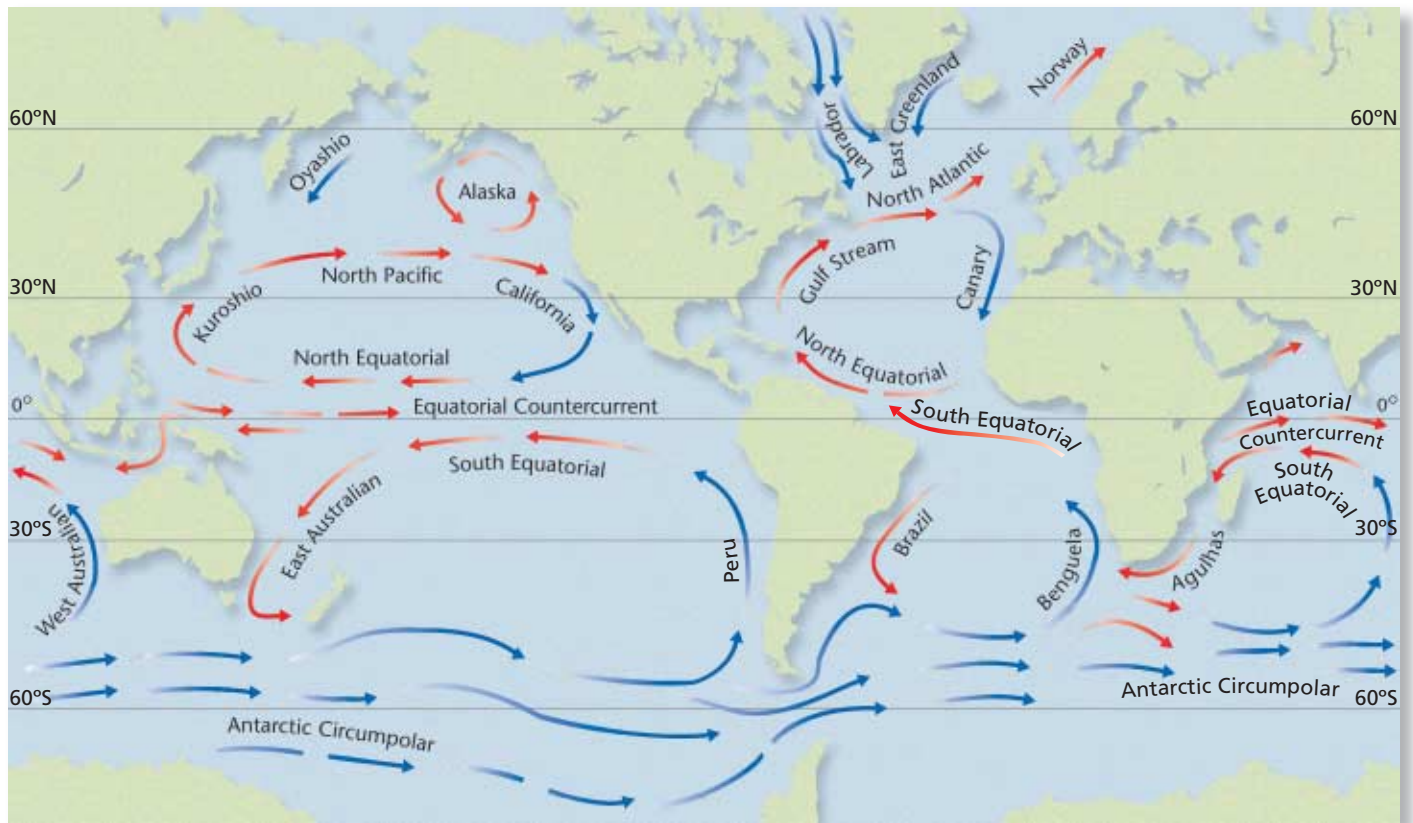 Norway
East Greenland
Labrador
60°N
60°N
Oyashio
Alaska
North Atlantic
Gulf Stream
North Pacific
Canary
California
30°N
30°N
Kuroshio
North Equatorial
North Equatorial
0°
Equatorial Countercurrent
South Equatorial
Equatorial
Countercurrent
0°
South Equatorial
South
Equatorial
East Australian
West Australian
30°S
Peru
Brazil
Benguela
Agulhas
Antarctic Circumpolar
60°S
60°S
Antarctic Circumpolar
30°S